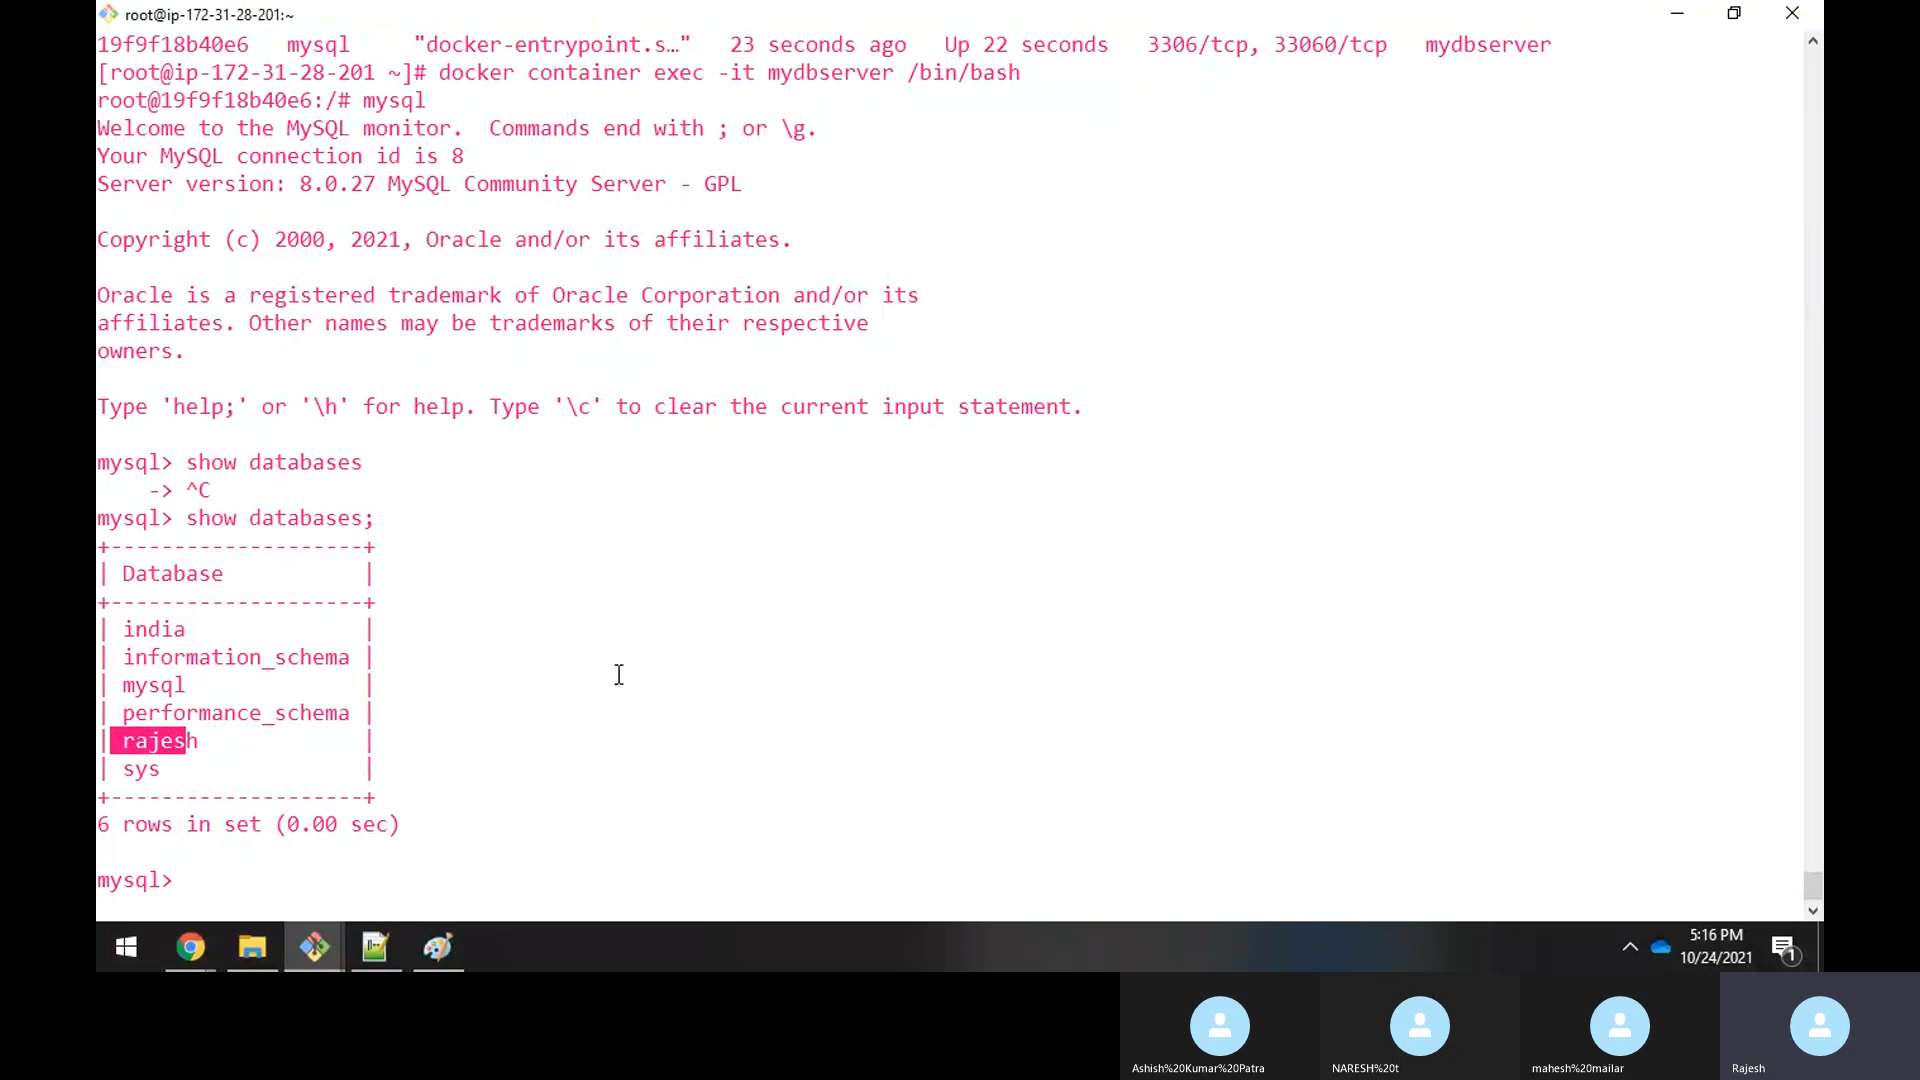 root@ip-172-31-28-201:~
19f9f18b40e6 mysql "docker-entrypoint.s…" 23 seconds ago Up 22 seconds 3306/tcp, 33060/tcp mydbserver
[root@ip-172-31-28-201 ~]# docker container exec -it mydbserver /bin/bash
root@19f9f18b40e6:/# mysql
Welcome to the MySQL monitor.  Commands end with ; or \g.
Your MySQL connection id is 8
Server version: 8.0.27 MySQL Community Server - GPL
Copyright (c) 2000, 2021, Oracle and/or its affiliates.
Oracle is a registered trademark of Oracle Corporation and/or its
affiliates. Other names may be trademarks of their respective
owners.
Type 'help;' or '\h' for help. Type '\c' to clear the current input statement.
mysql> show databases
    -> ^C
mysql> show databases;
+--------------------+
| Database           |
+--------------------+
| india              |
| information_schema |
| mysql              |
| performance_schema |
| rajesh             |
| sys                |
+--------------------+
6 rows in set (0.00 sec)
mysql>
5:16 PM
10/24/2021
1
Ashish%20Kumar%20Patra
NARESH%20t
mahesh%20mailar
Rajesh